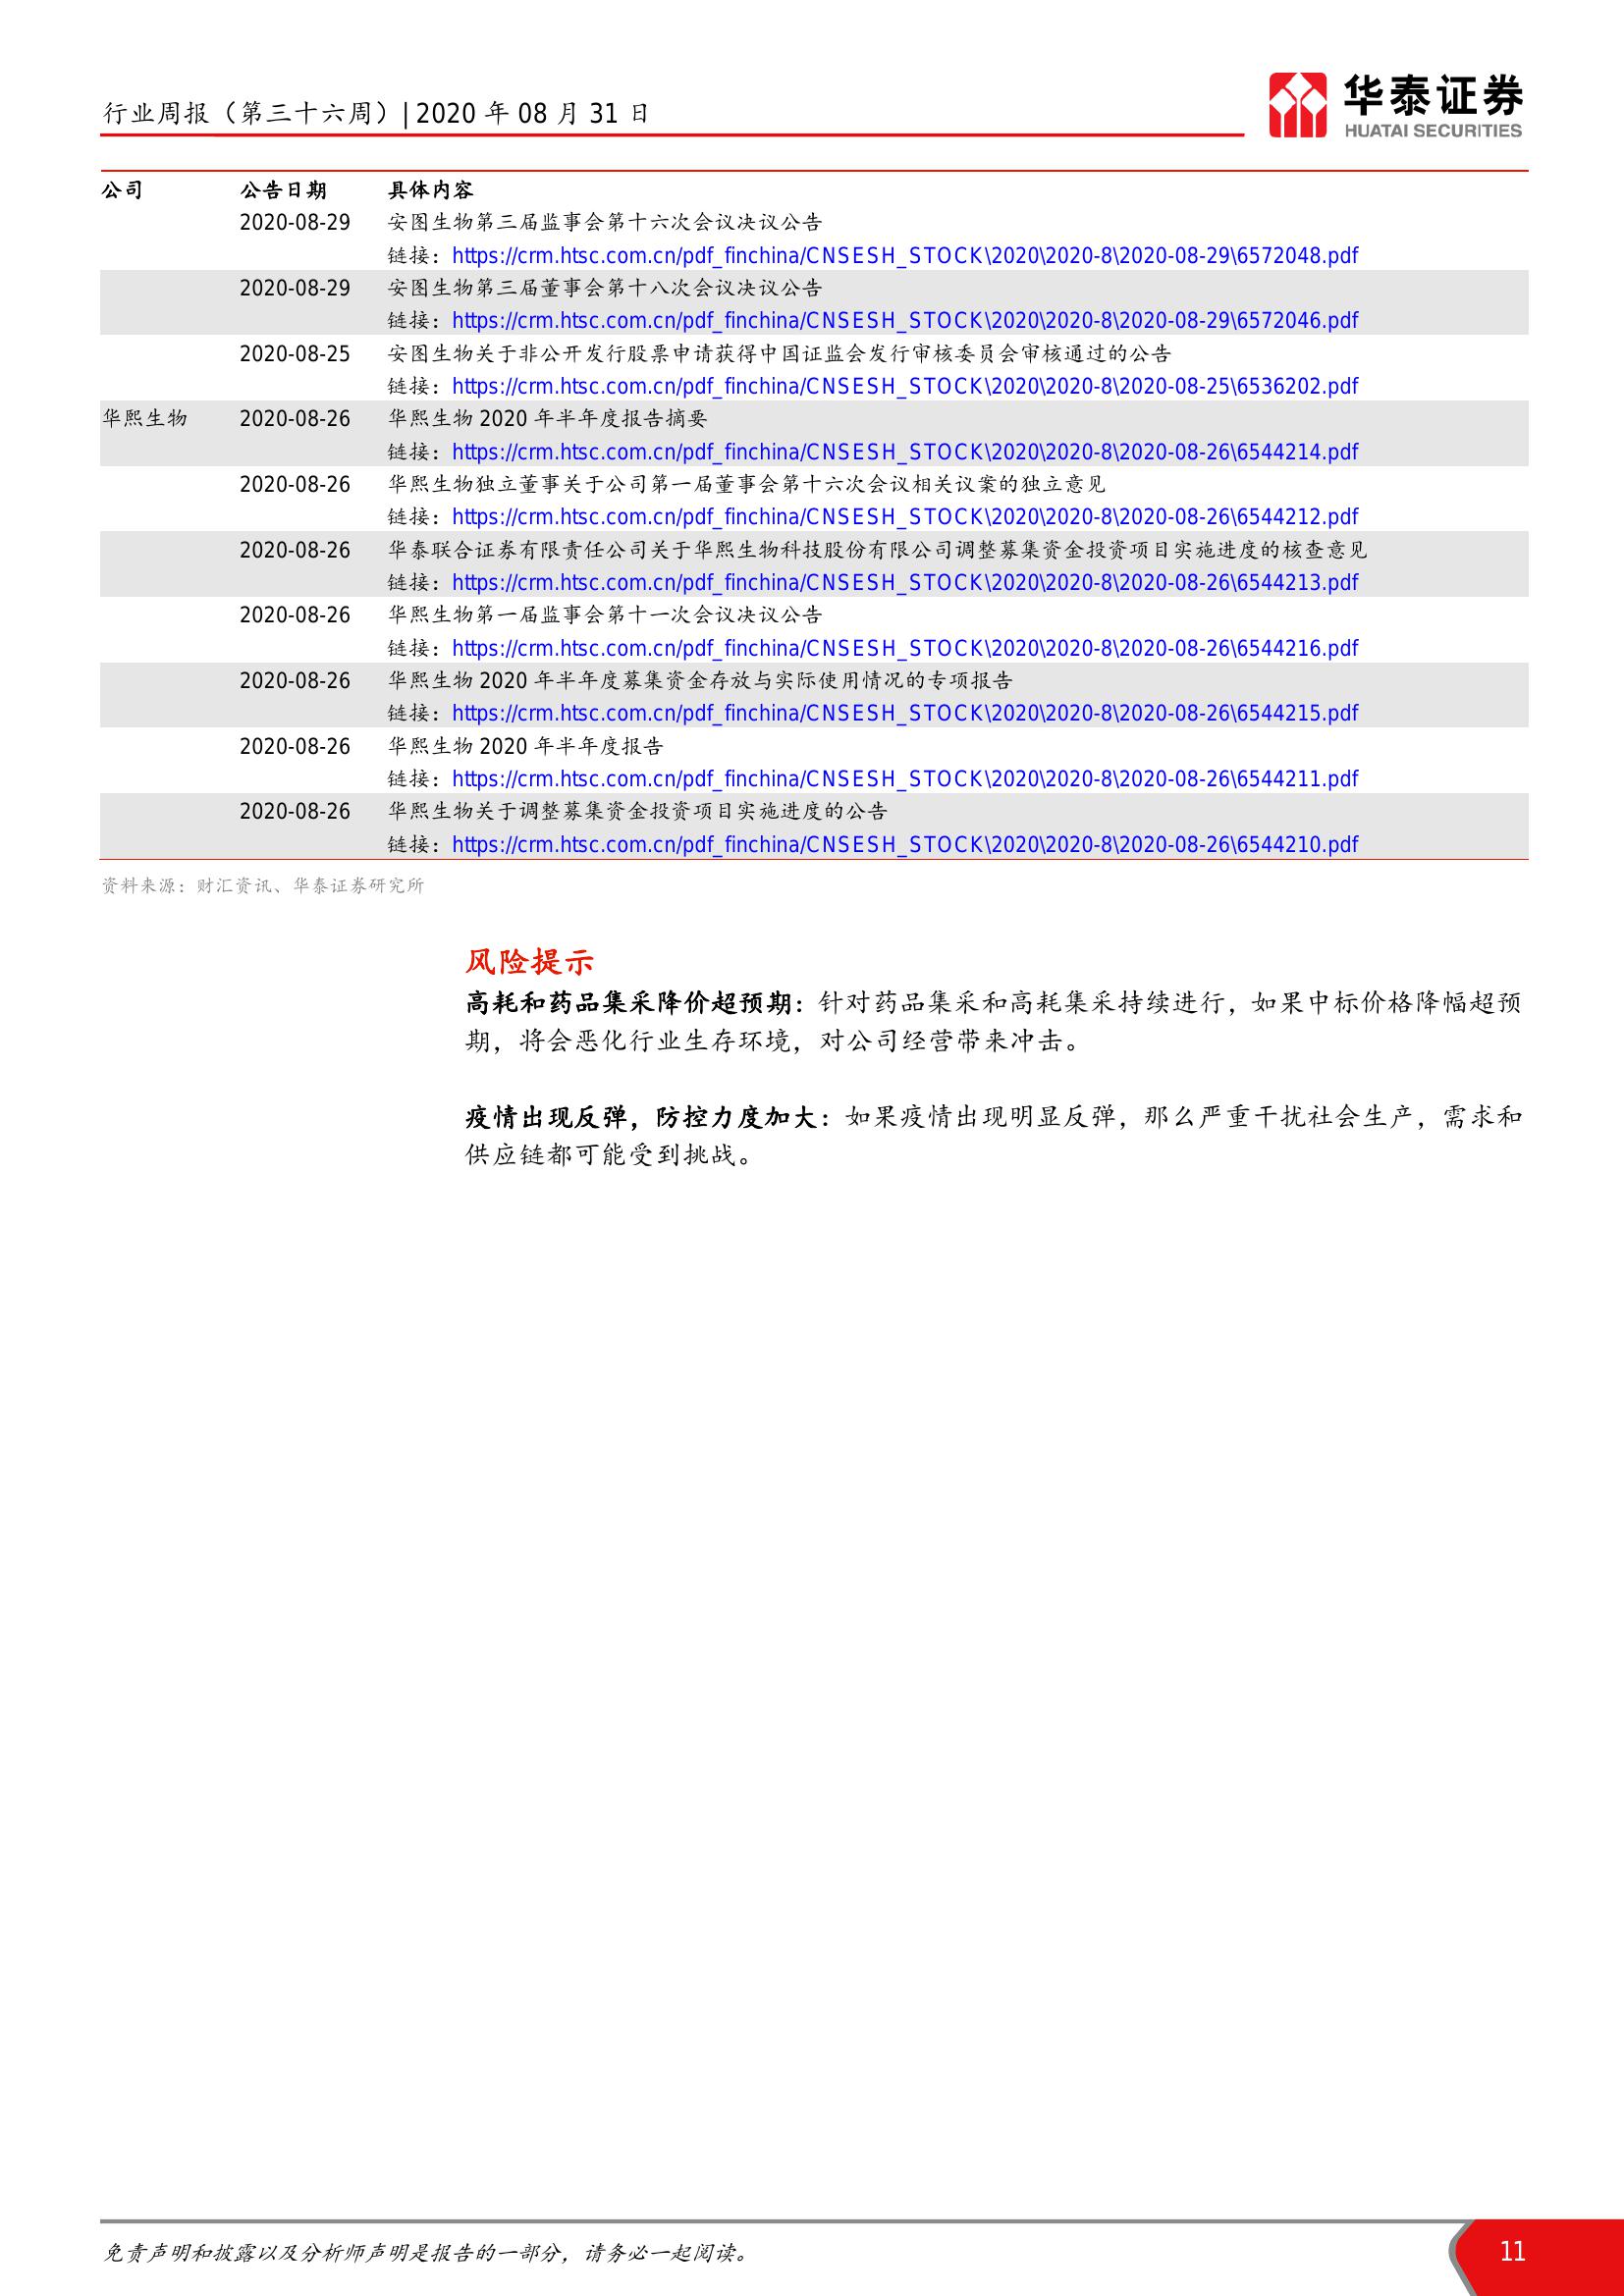 行业周报（第三十六周）| 2020 年 08 月 31 日
华泰证券
HUATAI SECURITIES
公司 公告日期 具体内容
2020-08-29 安图生物第三届监事会第十六次会议决议公告
链接：https://crm.htsc.com.cn/pdf_finchina/CNSESH_STOCK\2020\2020-8\2020-08-29\6572048.pdf
2020-08-29 安图生物第三届董事会第十八次会议决议公告
链接：https://crm.htsc.com.cn/pdf_finchina/CNSESH_STOCK\2020\2020-8\2020-08-29\6572046.pdf
2020-08-25 安图生物关于非公开发行股票申请获得中国证监会发行审核委员会审核通过的公告
链接：https://crm.htsc.com.cn/pdf_finchina/CNSESH_STOCK\2020\2020-8\2020-08-25\6536202.pdf
华熙生物 2020-08-26 华熙生物 2020 年半年度报告摘要
链接：https://crm.htsc.com.cn/pdf_finchina/CNSESH_STOCK\2020\2020-8\2020-08-26\6544214.pdf
2020-08-26 华熙生物独立董事关于公司第一届董事会第十六次会议相关议案的独立意见
链接：https://crm.htsc.com.cn/pdf_finchina/CNSESH_STOCK\2020\2020-8\2020-08-26\6544212.pdf
2020-08-26 华泰联合证券有限责任公司关于华熙生物科技股份有限公司调整募集资金投资项目实施进度的核查意见
链接：https://crm.htsc.com.cn/pdf_finchina/CNSESH_STOCK\2020\2020-8\2020-08-26\6544213.pdf
2020-08-26 华熙生物第一届监事会第十一次会议决议公告
链接：https://crm.htsc.com.cn/pdf_finchina/CNSESH_STOCK\2020\2020-8\2020-08-26\6544216.pdf
2020-08-26 华熙生物 2020 年半年度募集资金存放与实际使用情况的专项报告
链接：https://crm.htsc.com.cn/pdf_finchina/CNSESH_STOCK\2020\2020-8\2020-08-26\6544215.pdf
2020-08-26 华熙生物 2020 年半年度报告
链接：https://crm.htsc.com.cn/pdf_finchina/CNSESH_STOCK\2020\2020-8\2020-08-26\6544211.pdf
2020-08-26 华熙生物关于调整募集资金投资项目实施进度的公告
链接：https://crm.htsc.com.cn/pdf_finchina/CNSESH_STOCK\2020\2020-8\2020-08-26\6544210.pdf
资料来源：财汇资讯、华泰证券研究所
风险提示
高耗和药品集采降价超预期：针对药品集采和高耗集采持续进行，如果中标价格降幅超预
期，将会恶化行业生存环境，对公司经营带来冲击。
疫情出现反弹，防控力度加大：如果疫情出现明显反弹，那么严重干扰社会生产，需求和
供应链都可能受到挑战。
免责声明和披露以及分析师声明是报告的一部分，请务必一起阅读。
11